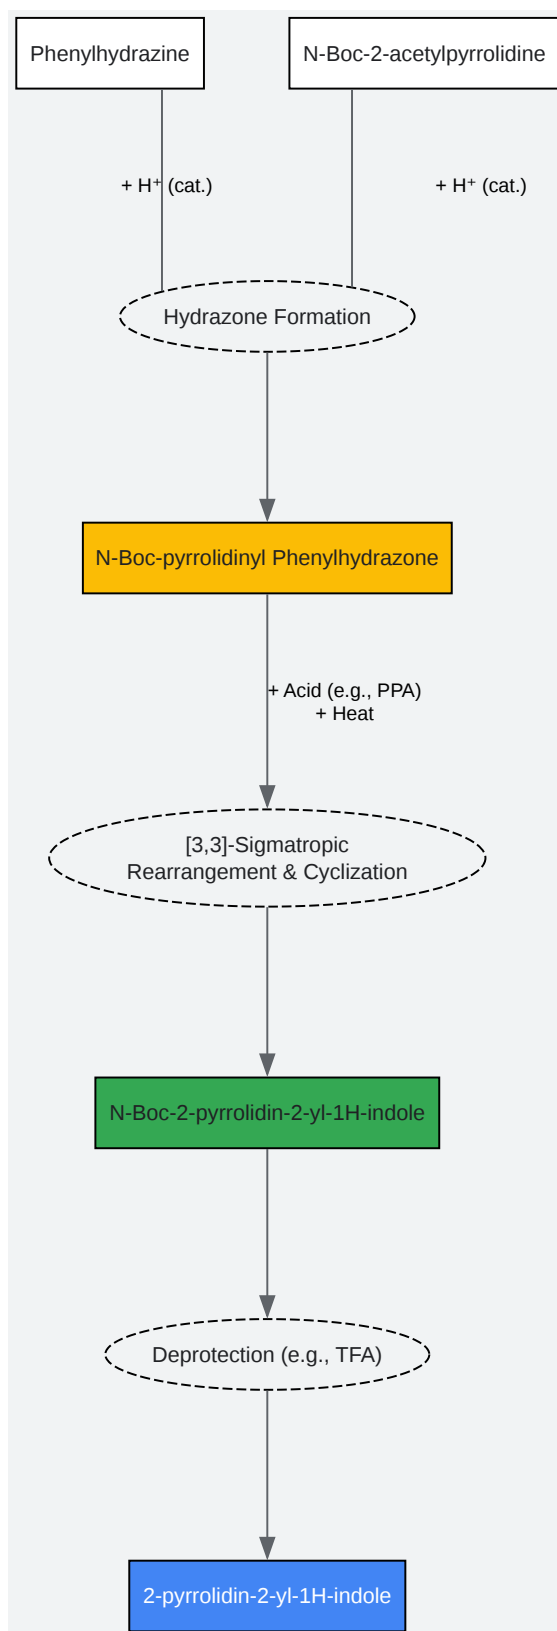 Phenylhydrazine
N-Boc-2-acetylpyrrolidine
+ H⁺ (cat.)
+ H⁺ (cat.)
Hydrazone Formation
N-Boc-pyrrolidinyl Phenylhydrazone
+ Acid (e.g., PPA)
+ Heat
[3,3]-Sigmatropic
Rearrangement & Cyclization
N-Boc-2-pyrrolidin-2-yl-1H-indole
Deprotection (e.g., TFA)
2-pyrrolidin-2-yl-1H-indole